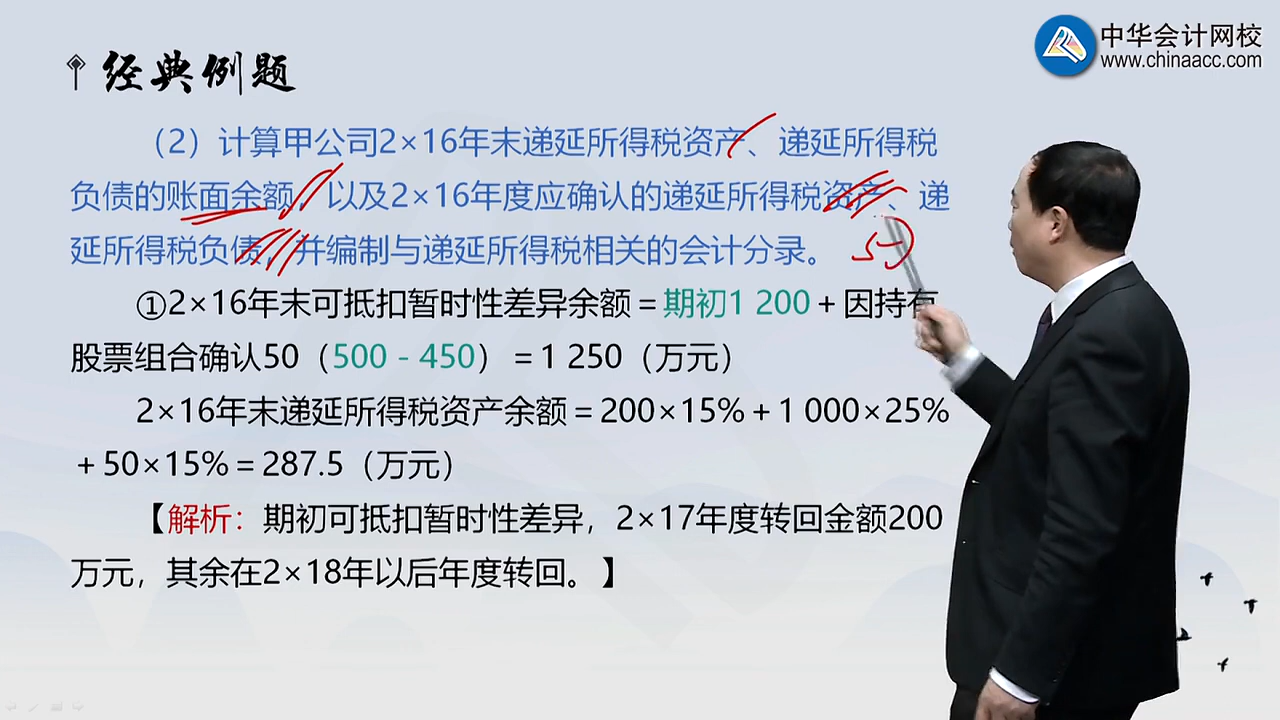 中华会计网校
www.chinaacc.com
经典例题
（2）计算甲公司2×16年末递延所得税资产、递延所得税
负债的账面余额，以及2×16年度应确认的递延所得税资产、递
延所得税负债，并编制与递延所得税相关的会计分录。
①2×16年末可抵扣暂时性差异余额＝期初1 200＋因持有
股票组合确认50（500－450）＝1 250（万元）
2×16年末递延所得税资产余额＝200×15%＋1 000×25%
＋50×15%＝287.5（万元）
【解析：期初可抵扣暂时性差异，2×17年度转回金额200
万元，其余在2×18年以后年度转回。】